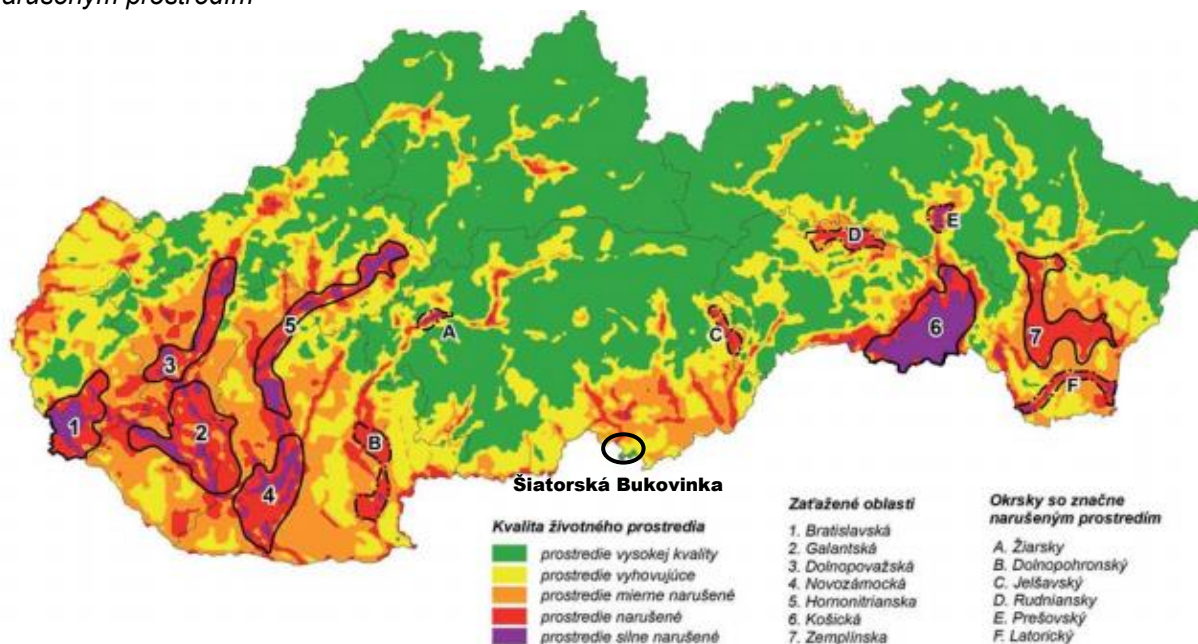 narušeným prostredím
1
2
3
4
5
6
7
A
B
C
D
E
F
Šiatorská Bukovinka
Kvalita životného prostredia
prostredie vysokej kvality
prostredie vyhovujúce
prostredie mierne narušené
prostredie narušené
prostredie silne narušené
Zaťažené oblasti
1. Bratislavská
2. Galantská
3. Dolnopovažská
4. Novozámocká
5. Hornonitrianska
6. Košická
7. Zemplínska
Okrsky so značne
narušeným prostredím
A. Žiarsky
B. Dolnopohronský
C. Jelšavský
D. Rudniansky
E. Prešovský
F. Latorický